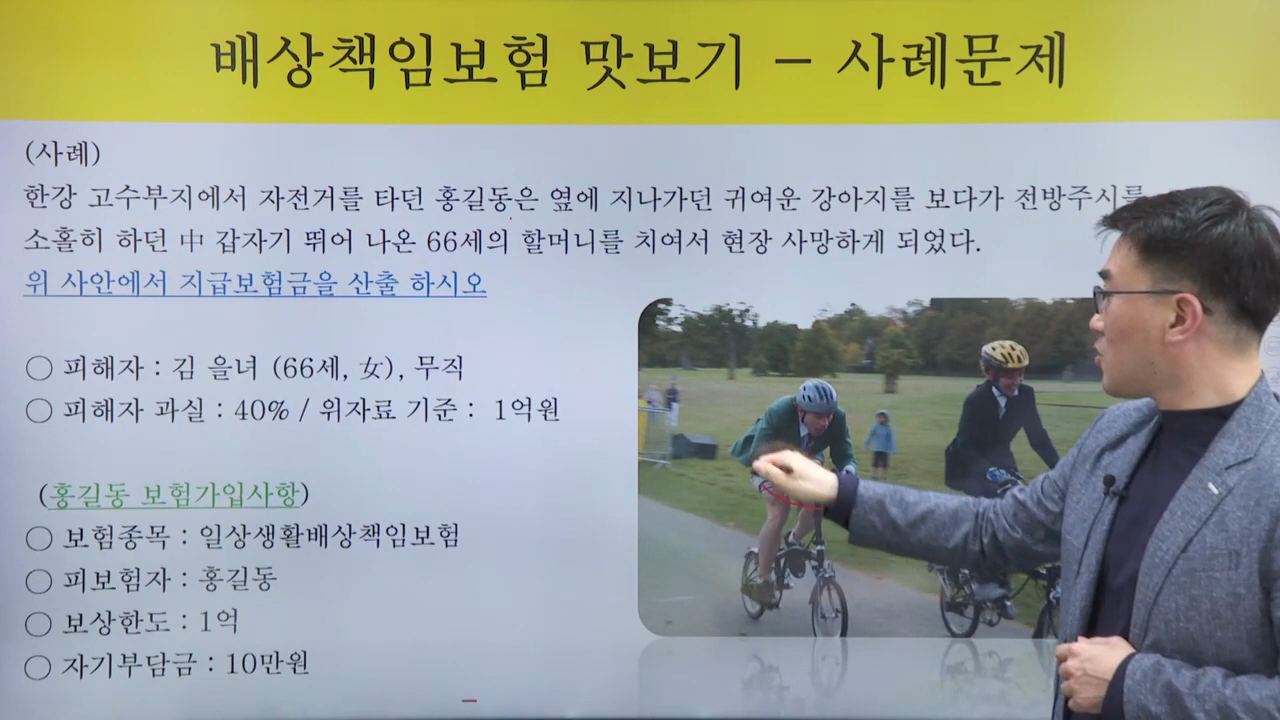 배상책임보험 맛보기 – 사례문제
(사례)
한강 고수부지에서 자전거를 타던 홍길동은 옆에 지나가던 귀여운 강아지를 보다가 전방주시를
소홀히 하던 中 갑자기 뛰어 나온 66세의 할머니를 치여서 현장 사망하게 되었다.
위 사안에서 지급보험금을 산출 하시오
○ 피해자 : 김 을녀 (66세, 女), 무직
○ 피해자 과실 : 40% / 위자료 기준 : 1억원
(홍길동 보험가입사항)
○ 보험종목 : 일상생활배상책임보험
○ 피보험자 : 홍길동
○ 보상한도 : 1억
○ 자기부담금 : 10만원